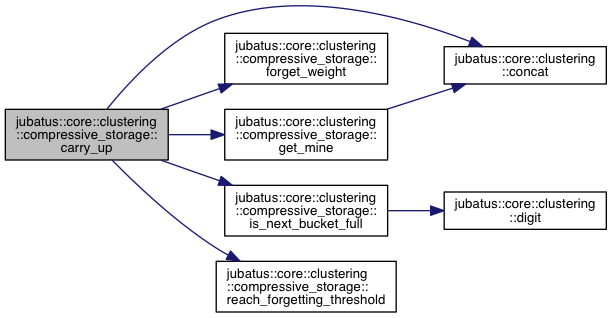 jubatus::core::clustering
::compressive_storage::
carry_up
jubatus::core::clustering
::compressive_storage::
forget_weight
jubatus::core::clustering
::concat
jubatus::core::clustering
::compressive_storage::
get_mine
jubatus::core::clustering
::compressive_storage::
is_next_bucket_full
jubatus::core::clustering
::digit
jubatus::core::clustering
::compressive_storage::
reach_forgetting_threshold